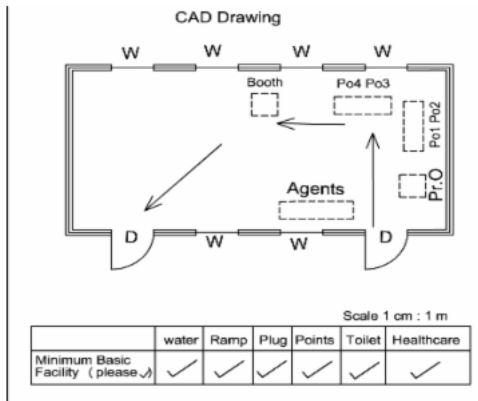 CAD Drawing
W W W W
Booth Po4 Po3
Po1 Po2
Pr.O
Agents
D W W D
Scale 1 cm : 1 m
water Ramp Plug Points Toilet Healthcare
Minimum Basic
Facility ( please ✓) ✓ ✓ ✓ ✓ ✓ ✓